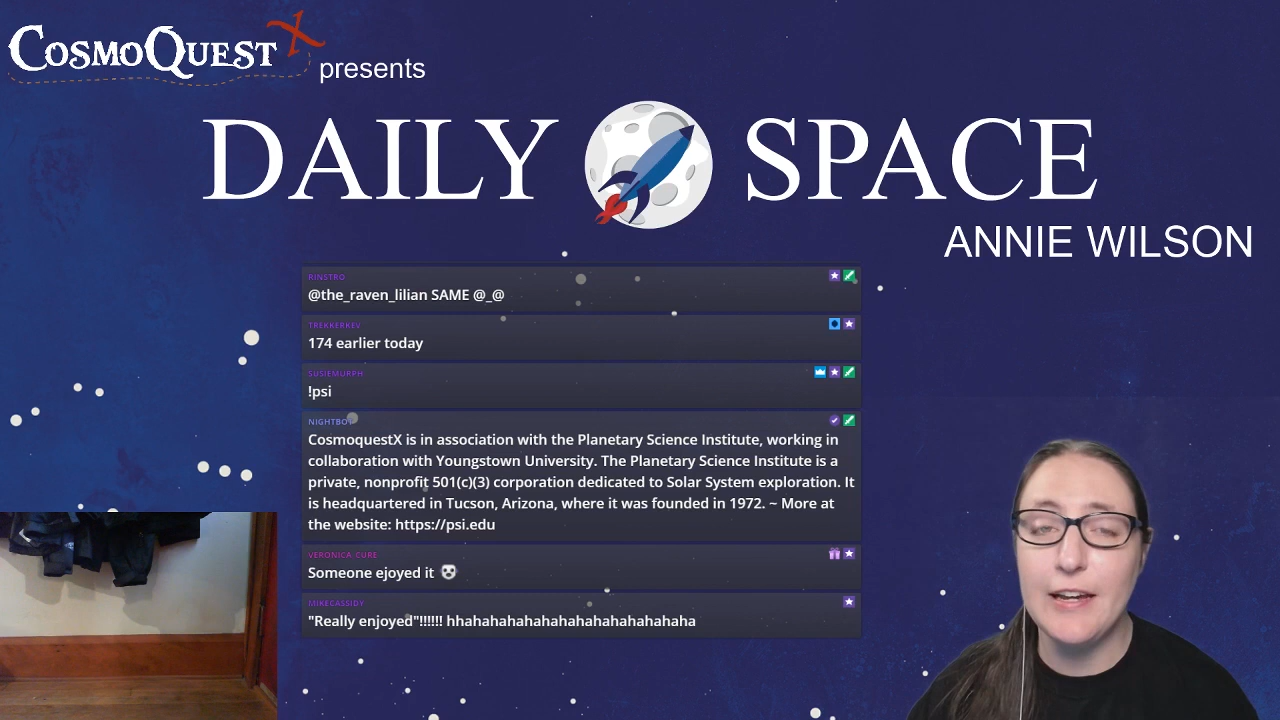 CosmoQuest X
presents
DAILY SPACE
ANNIE WILSON
RINSTRO
@the_raven_lilian SAME @_@
TREKKERKEV
174 earlier today
SUSIEMURPH
!psi
NIGHTBOT
CosmoquestX is in association with the Planetary Science Institute, working in
collaboration with Youngstown University. The Planetary Science Institute is a
private, nonprofit 501(c)(3) corporation dedicated to Solar System exploration. It
is headquartered in Tucson, Arizona, where it was founded in 1972. ~ More at
the website: https://psi.edu
VERONICA_CURE
Someone ejoyed it
MIKECASSIDY
"Really enjoyed"!!!!!! hhahahahahahahahahahahahahaha